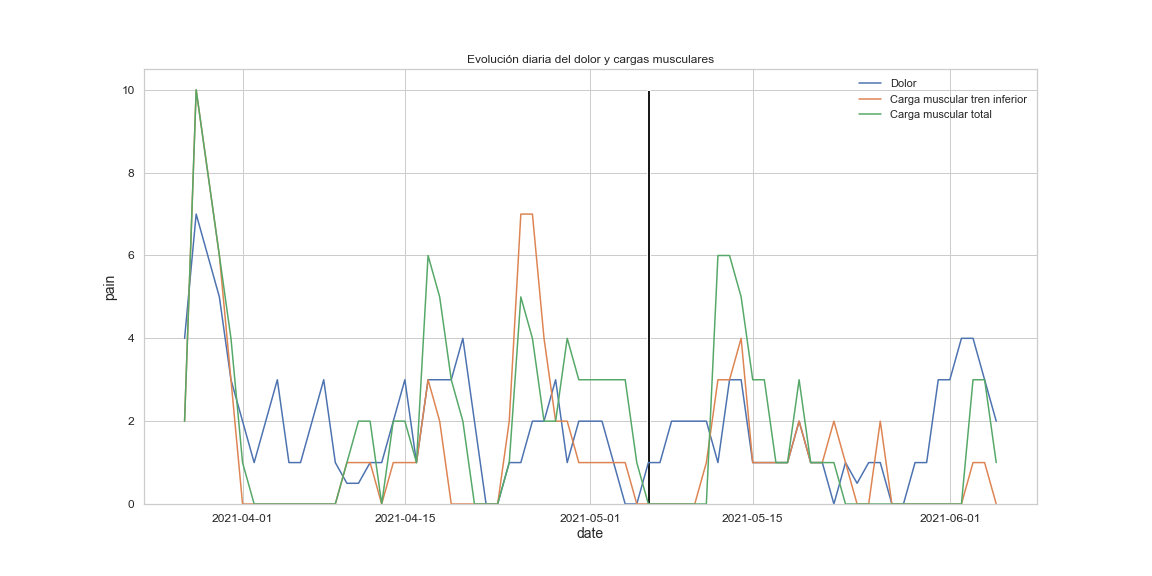 Evolución diaria del dolor y cargas musculares
Dolor
Carga muscular tren inferior
Carga muscular total
pain
10
8
6
4
2
0
2021-04-01
2021-04-15
2021-05-01
2021-05-15
2021-06-01
date